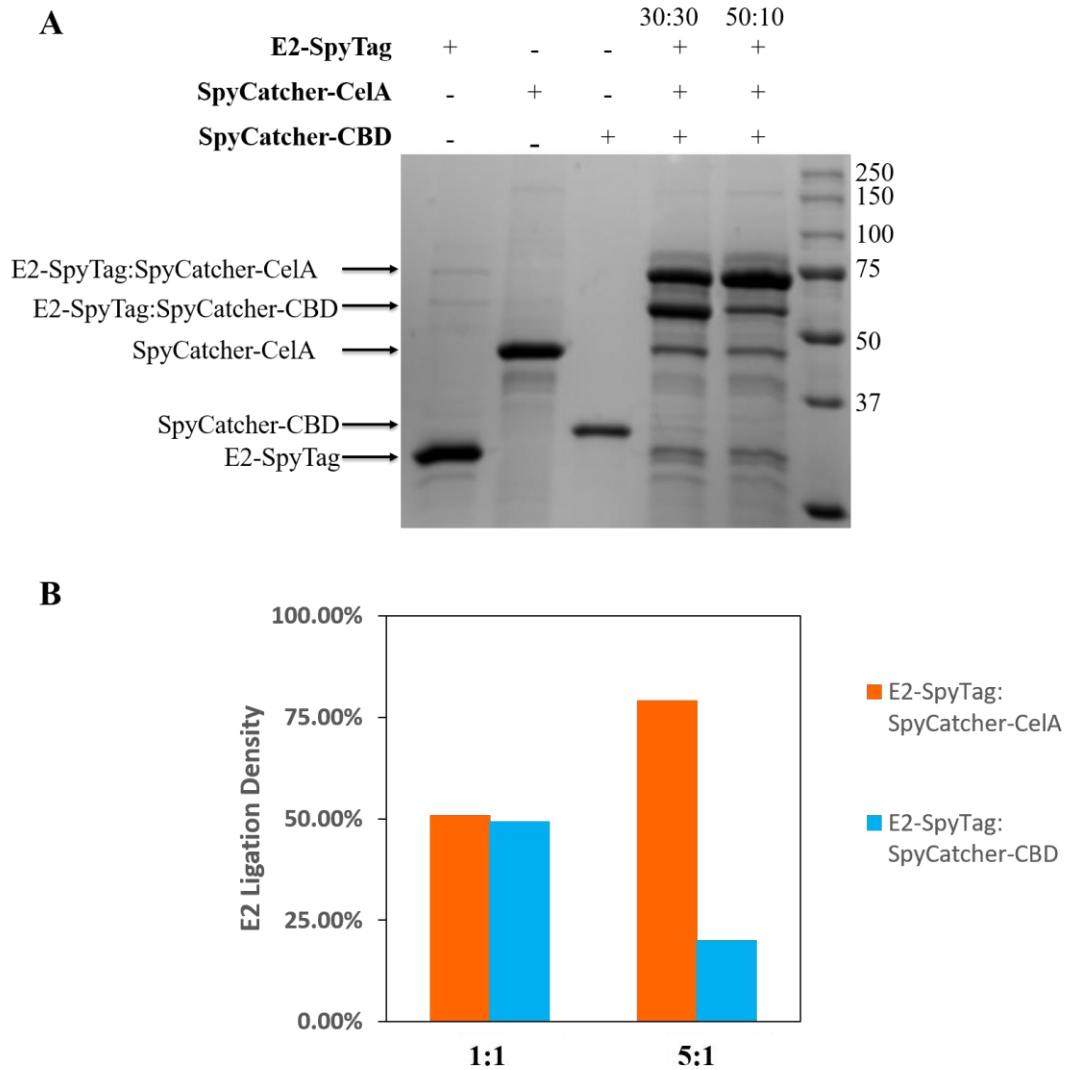 A
30:30 50:10
E2-SpyTag + - - + +
SpyCatcher-CelA - + - + +
SpyCatcher-CBD - - + + +
250
150
100
E2-SpyTag:SpyCatcher-CelA 75
E2-SpyTag:SpyCatcher-CBD
SpyCatcher-CelA 50
37
SpyCatcher-CBD
E2-SpyTag
B
E2 Ligation Density
100.00%
75.00%
50.00%
25.00%
0.00%
1:1 5:1
E2-SpyTag:
SpyCatcher-CelA
E2-SpyTag:
SpyCatcher-CBD